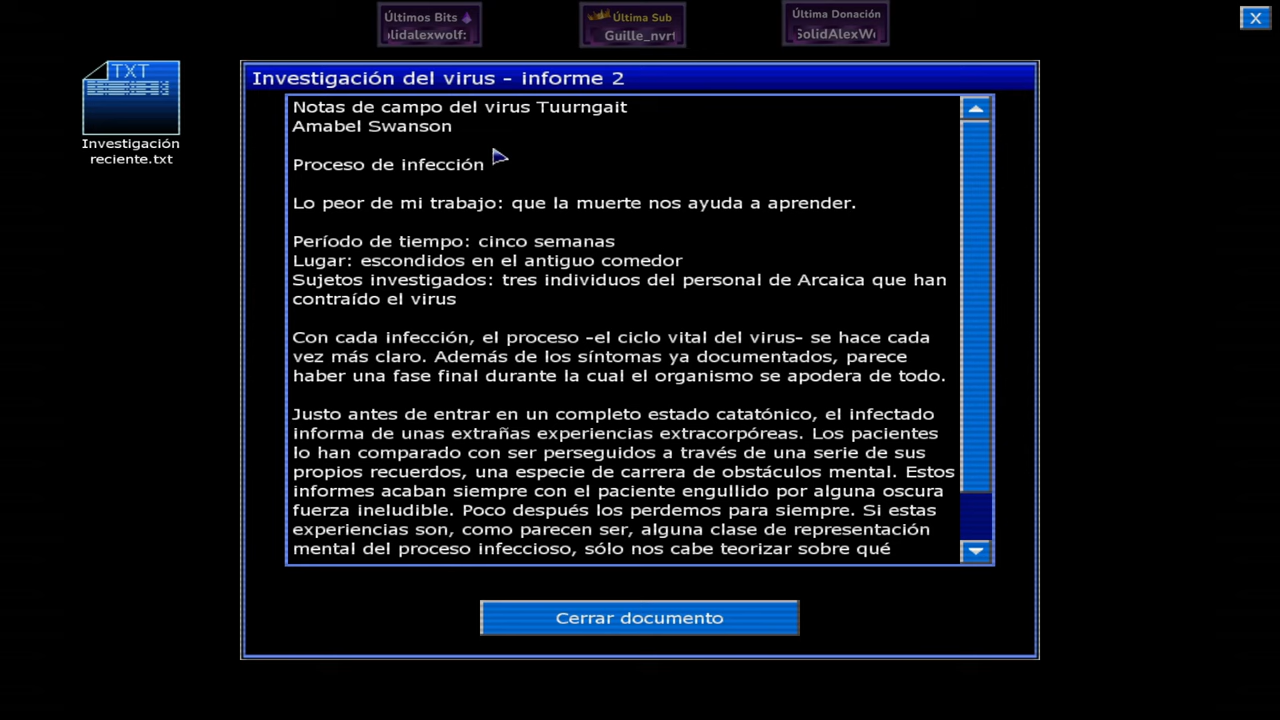 Últimos Bits
lidalexwolf:
Última Sub
Guille_nvrf
Última Donación
SolidAlexW
X
TXT
Investigación
reciente.txt
Investigación del virus - informe 2
Notas de campo del virus Tuurngait
Amabel Swanson
Proceso de infección
Lo peor de mi trabajo: que la muerte nos ayuda a aprender.
Período de tiempo: cinco semanas
Lugar: escondidos en el antiguo comedor
Sujetos investigados: tres individuos del personal de Arcaica que han
contraído el virus
Con cada infección, el proceso -el ciclo vital del virus- se hace cada
vez más claro. Además de los síntomas ya documentados, parece
haber una fase final durante la cual el organismo se apodera de todo.
Justo antes de entrar en un completo estado catatónico, el infectado
informa de unas extrañas experiencias extracorpóreas. Los pacientes
lo han comparado con ser perseguidos a través de una serie de sus
propios recuerdos, una especie de carrera de obstáculos mental. Estos
informes acaban siempre con el paciente engullido por alguna oscura
fuerza ineludible. Poco después los perdemos para siempre. Si estas
experiencias son, como parecen ser, alguna clase de representación
mental del proceso infeccioso, sólo nos cabe teorizar sobre qué
Cerrar documento